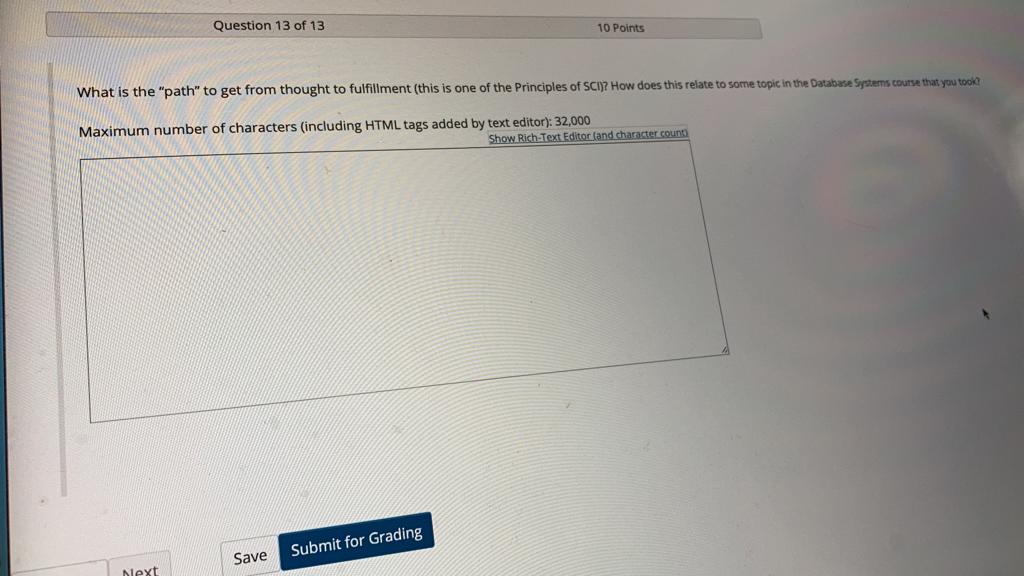 Question 13 of 13
10 Points
What is the “path” to get from thought to fulfillment (this is one of the Principles of SCI)? How does this relate to some topic in the Database Systems course that you took?
Maximum number of characters (including HTML tags added by text editor): 32,000
Show Rich-Text Editor (and character count)
Next
Save
Submit for Grading